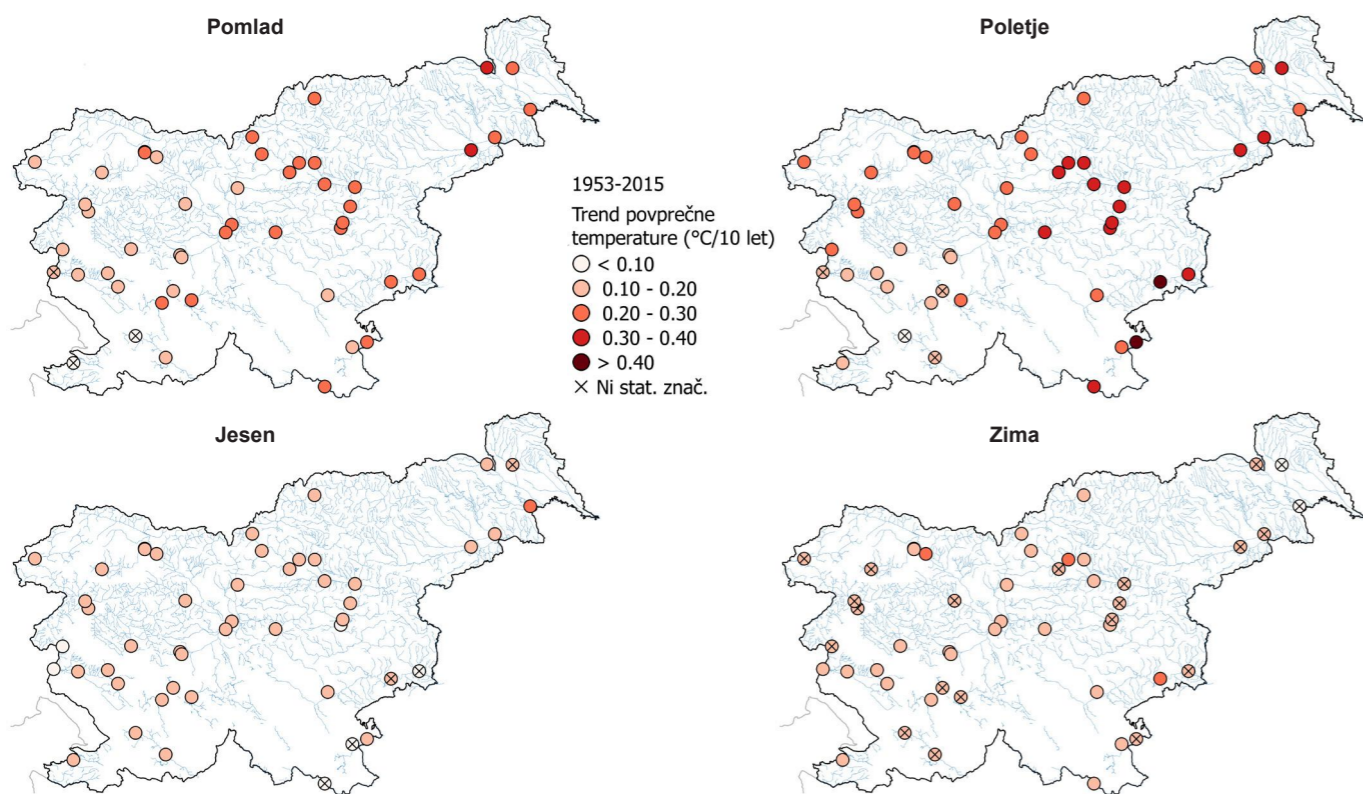 Pomlad
Poletje
1953-2015
Trend povprečne
temperature (°C/10 let)
< 0.10
0.10 - 0.20
0.20 - 0.30
0.30 - 0.40
> 0.40
Ni stat. znač.
Jesen
Zima